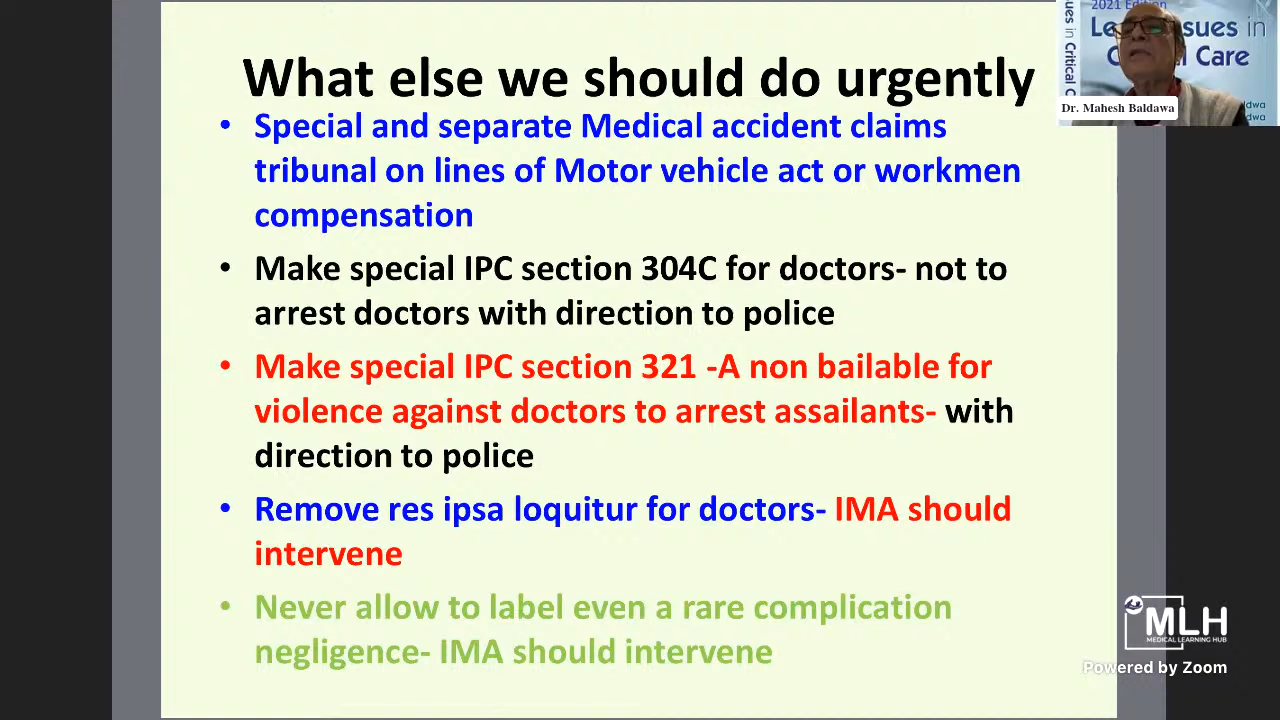 What else we should do urgently
• Special and separate Medical accident claims
tribunal on lines of Motor vehicle act or workmen
compensation
• Make special IPC section 304C for doctors- not to
arrest doctors with direction to police
• Make special IPC section 321 -A non bailable for
violence against doctors to arrest assailants- with
direction to police
• Remove res ipsa loquitur for doctors- IMA should
intervene
• Never allow to label even a rare complication
negligence- IMA should intervene
2021 Edition
in
Care
Dr. Mahesh Baldawa
MLH
MEDICAL LEARNING HUB
Powered by Zoom